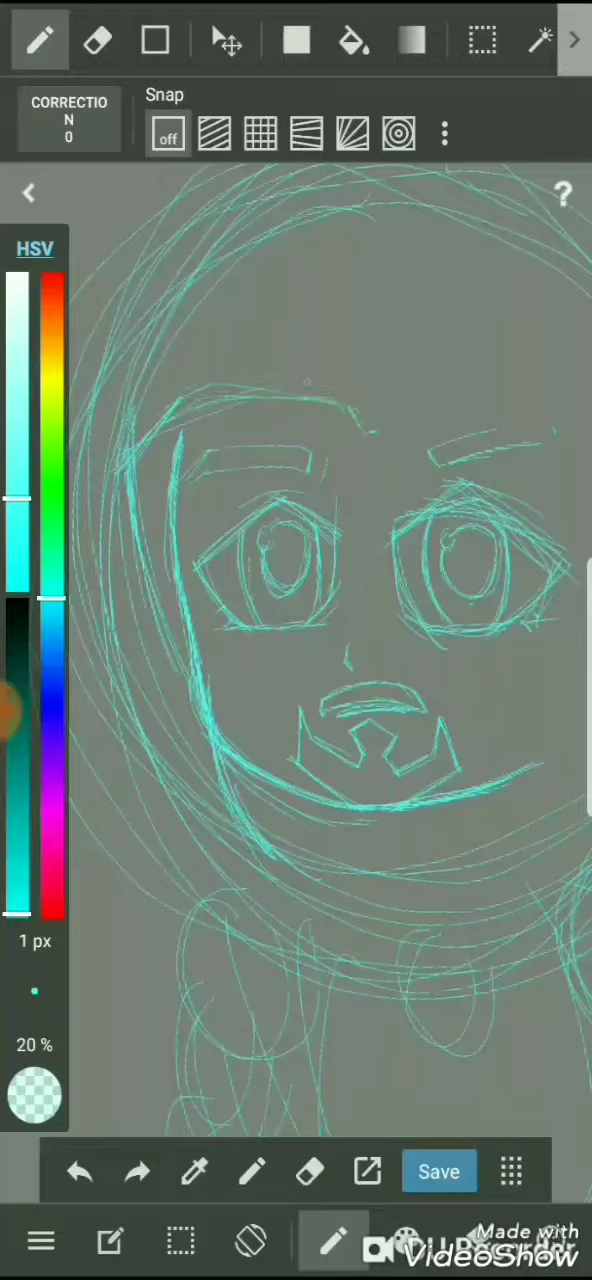 CORRECTIO
N
0
Snap
off
?
HSV
1 px
20 %
Save
Made with
VideoShow